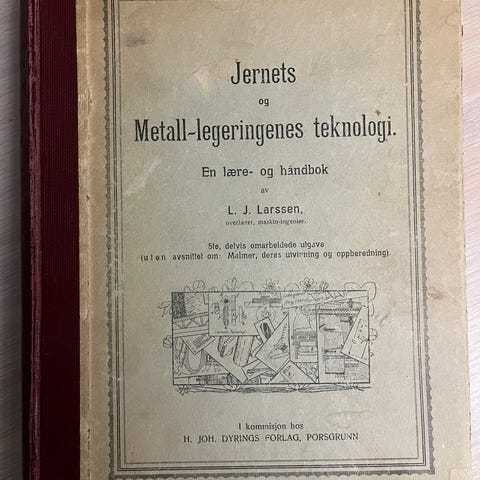 Jernets
og
Metall-legeringenes teknologi.
En lære- og håndbok
av
L. J. Larssen,
overlærer, maskin-ingeniør.
5te, delvis omarbeidede utgave
(uten avsnittet om: Malmer, deres utvinning og oppberedning).
I kommisjon hos
H. JOH. DYRINGS FORLAG, PORSGRUNN